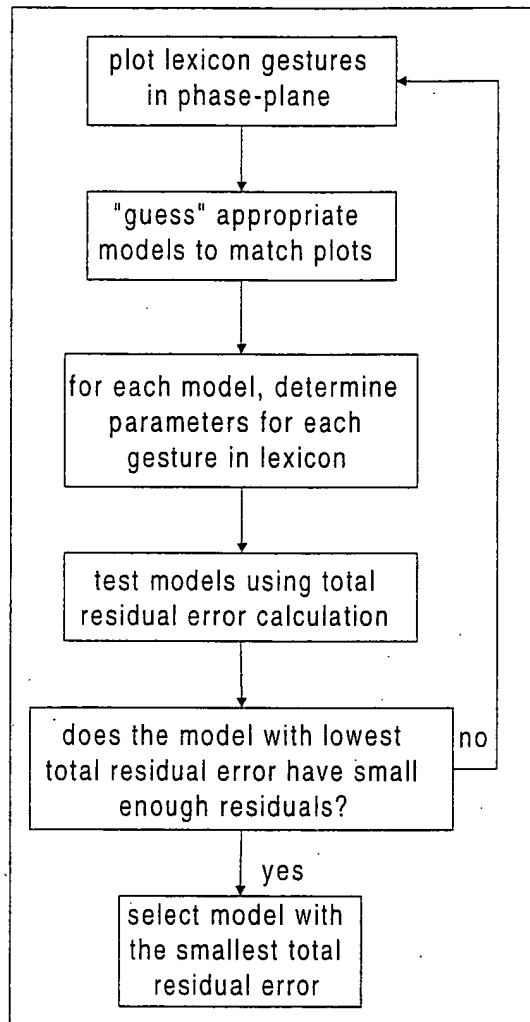 plot lexicon gestures
in phase-plane
"guess" appropriate
models to match plots
for each model, determine
parameters for each
gesture in lexicon
test models using total
residual error calculation
does the model with lowest
total residual error have small
enough residuals?
no
yes
select model with
the smallest total
residual error